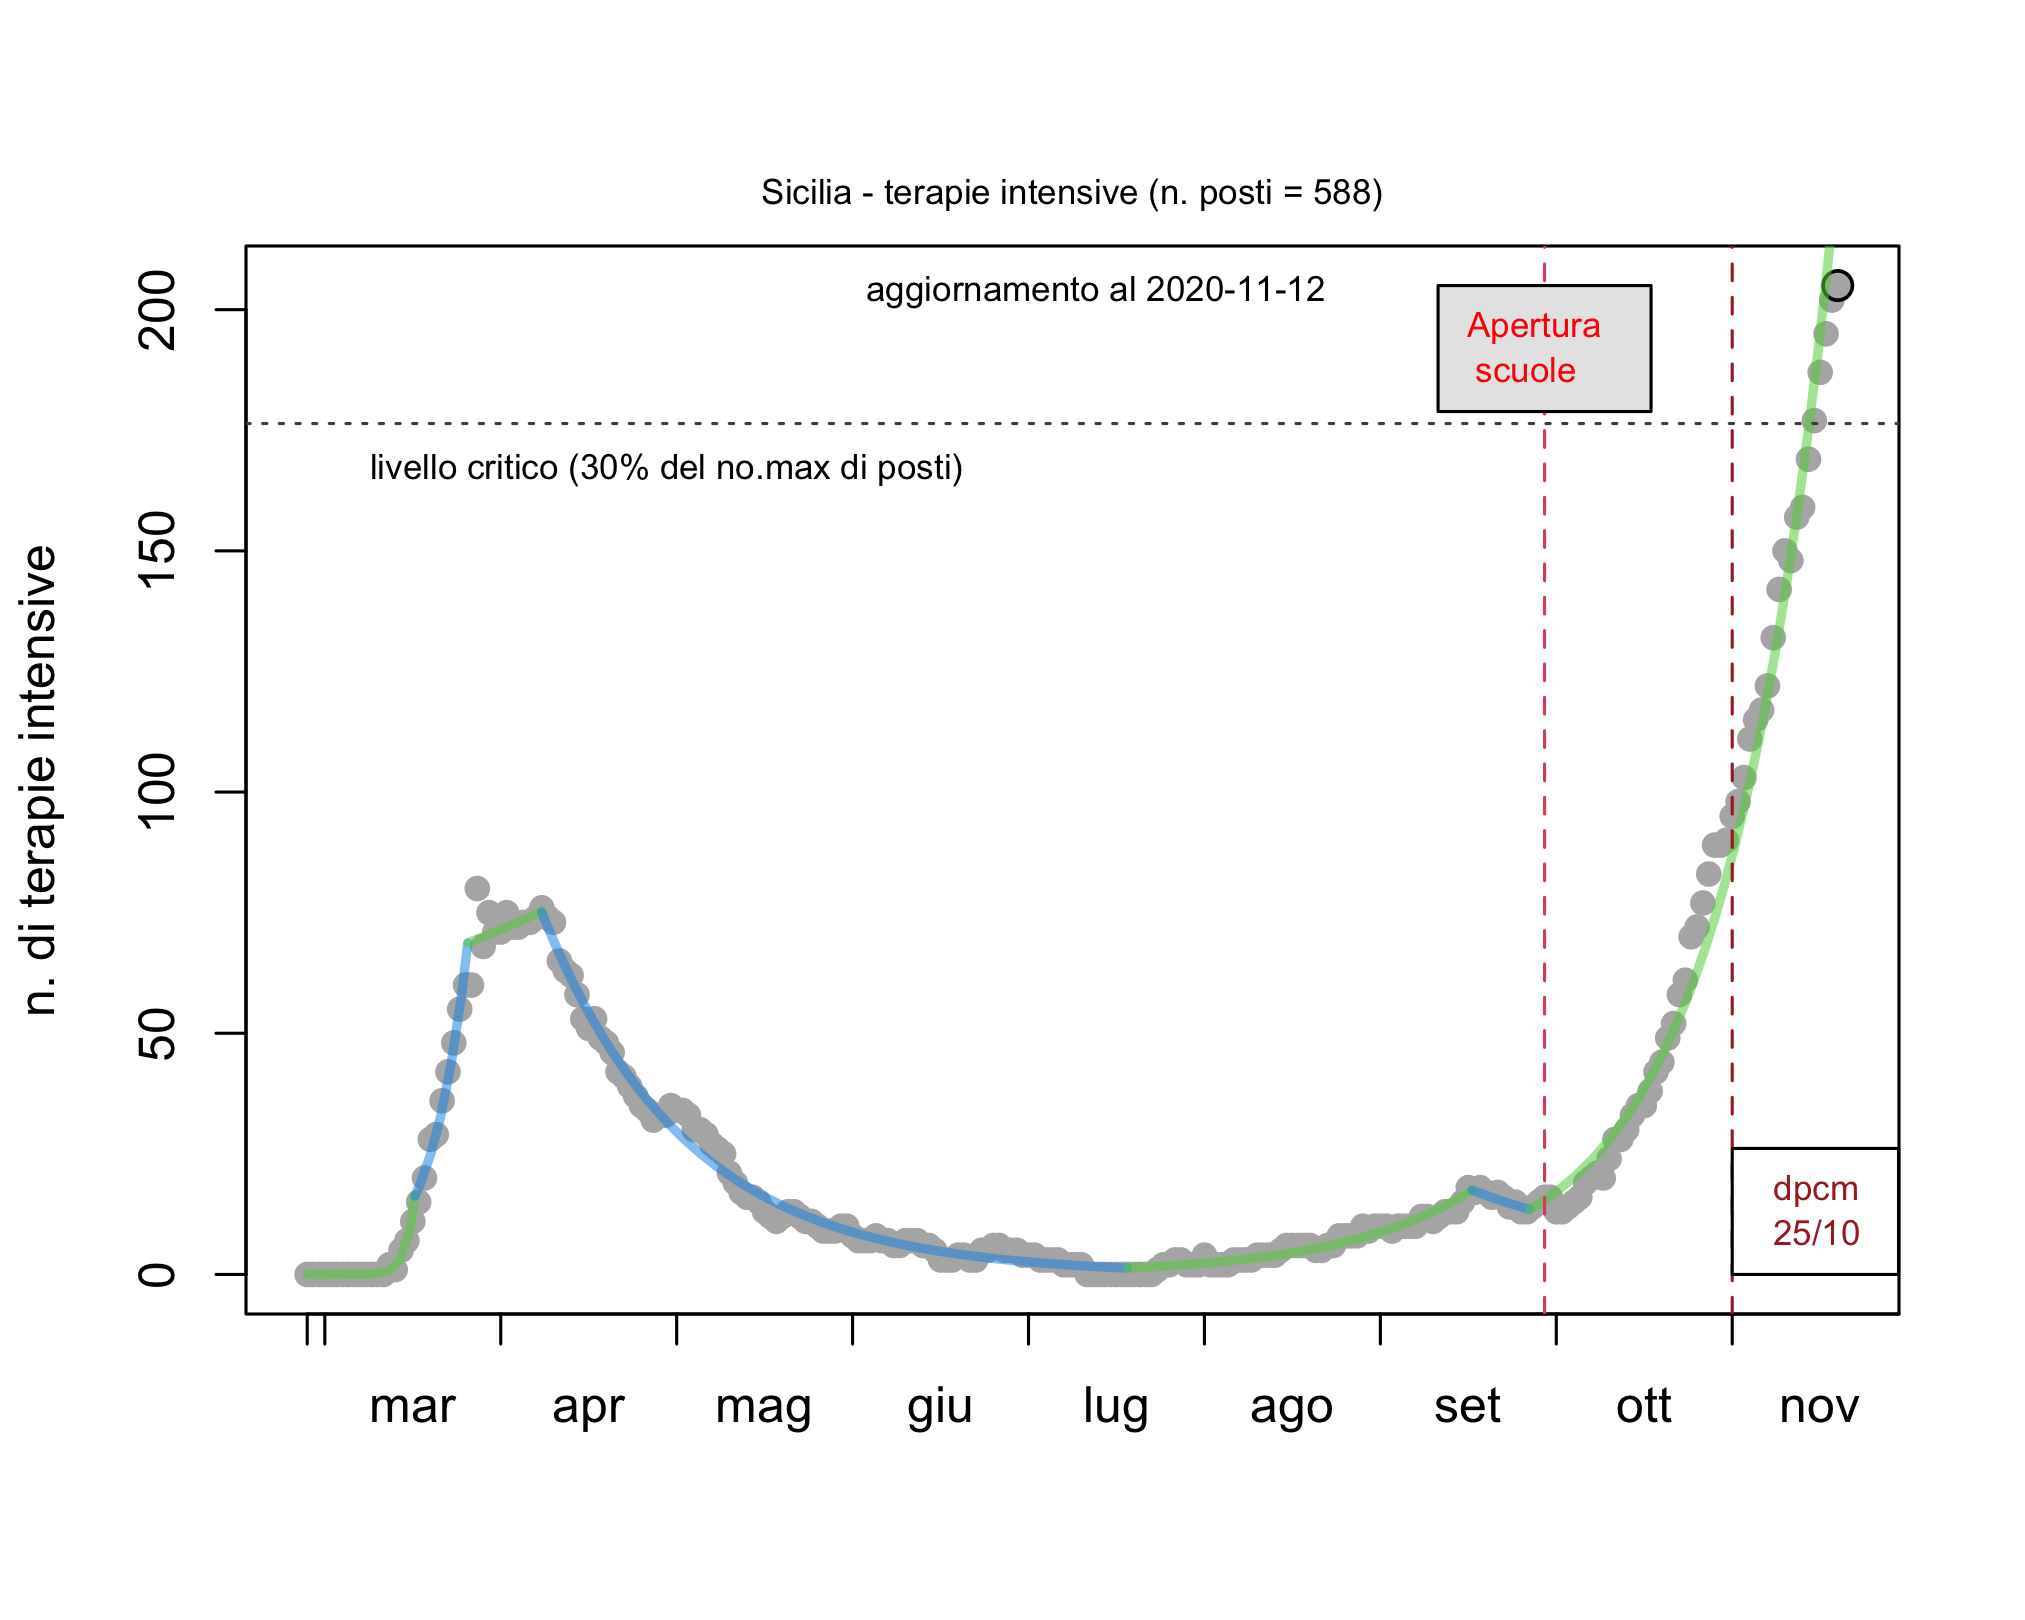 Sicilia - terapie intensive (n. posti = 588)
aggiornamento al 2020-11-12
Apertura
scuole
livello critico (30% del no.max di posti)
n. di terapie intensive
200
150
100
50
0
dpcm
25/10
mar apr mag giu lug ago set ott nov